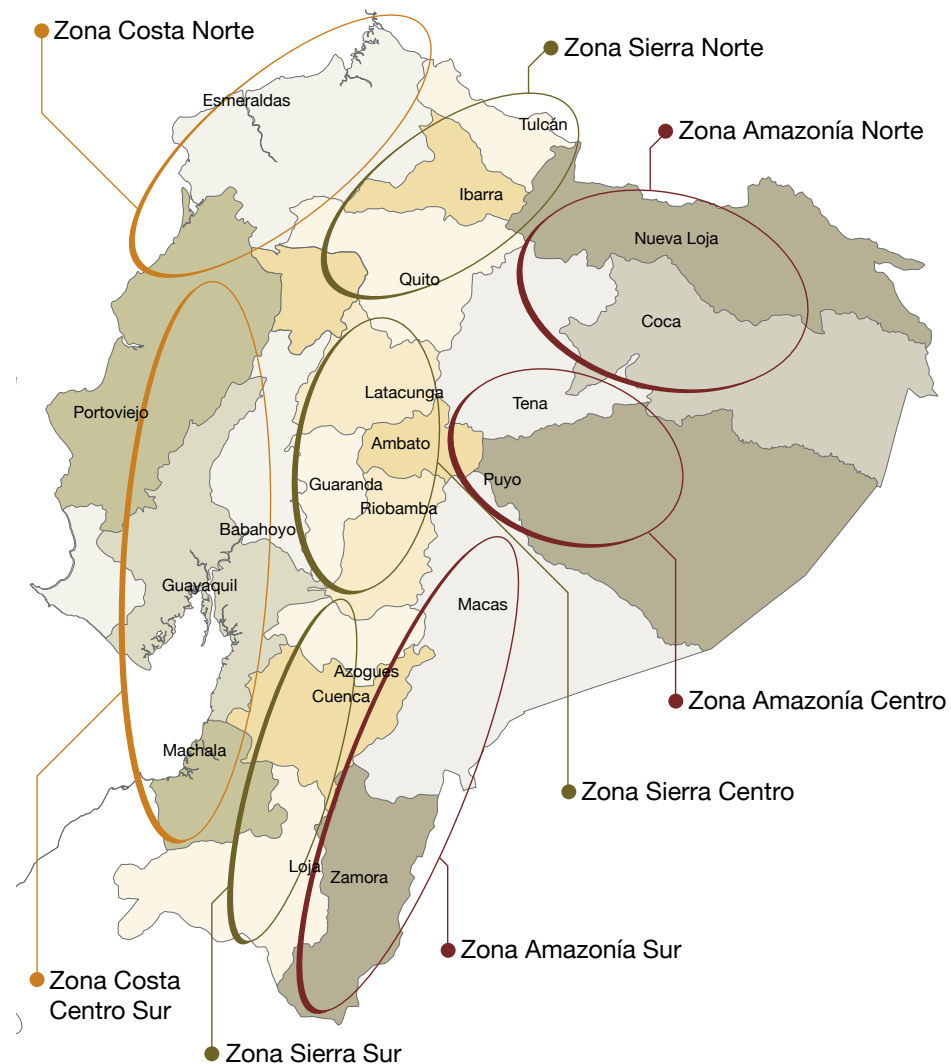 Zona Costa Norte
Zona Sierra Norte
Esmeraldas
Tulcán
Zona Amazonía Norte
Ibarra
Nueva Loja
Quito
Coca
Latacunga
Tena
Portoviejo
Ambato
Puyo
Guaranda
Riobamba
Babahoyo
Guayaquil
Macas
Azogues
Cuenca
Zona Amazonía Centro
Machala
Zona Sierra Centro
Loja
Zamora
Zona Amazonía Sur
Zona Costa
Centro Sur
Zona Sierra Sur